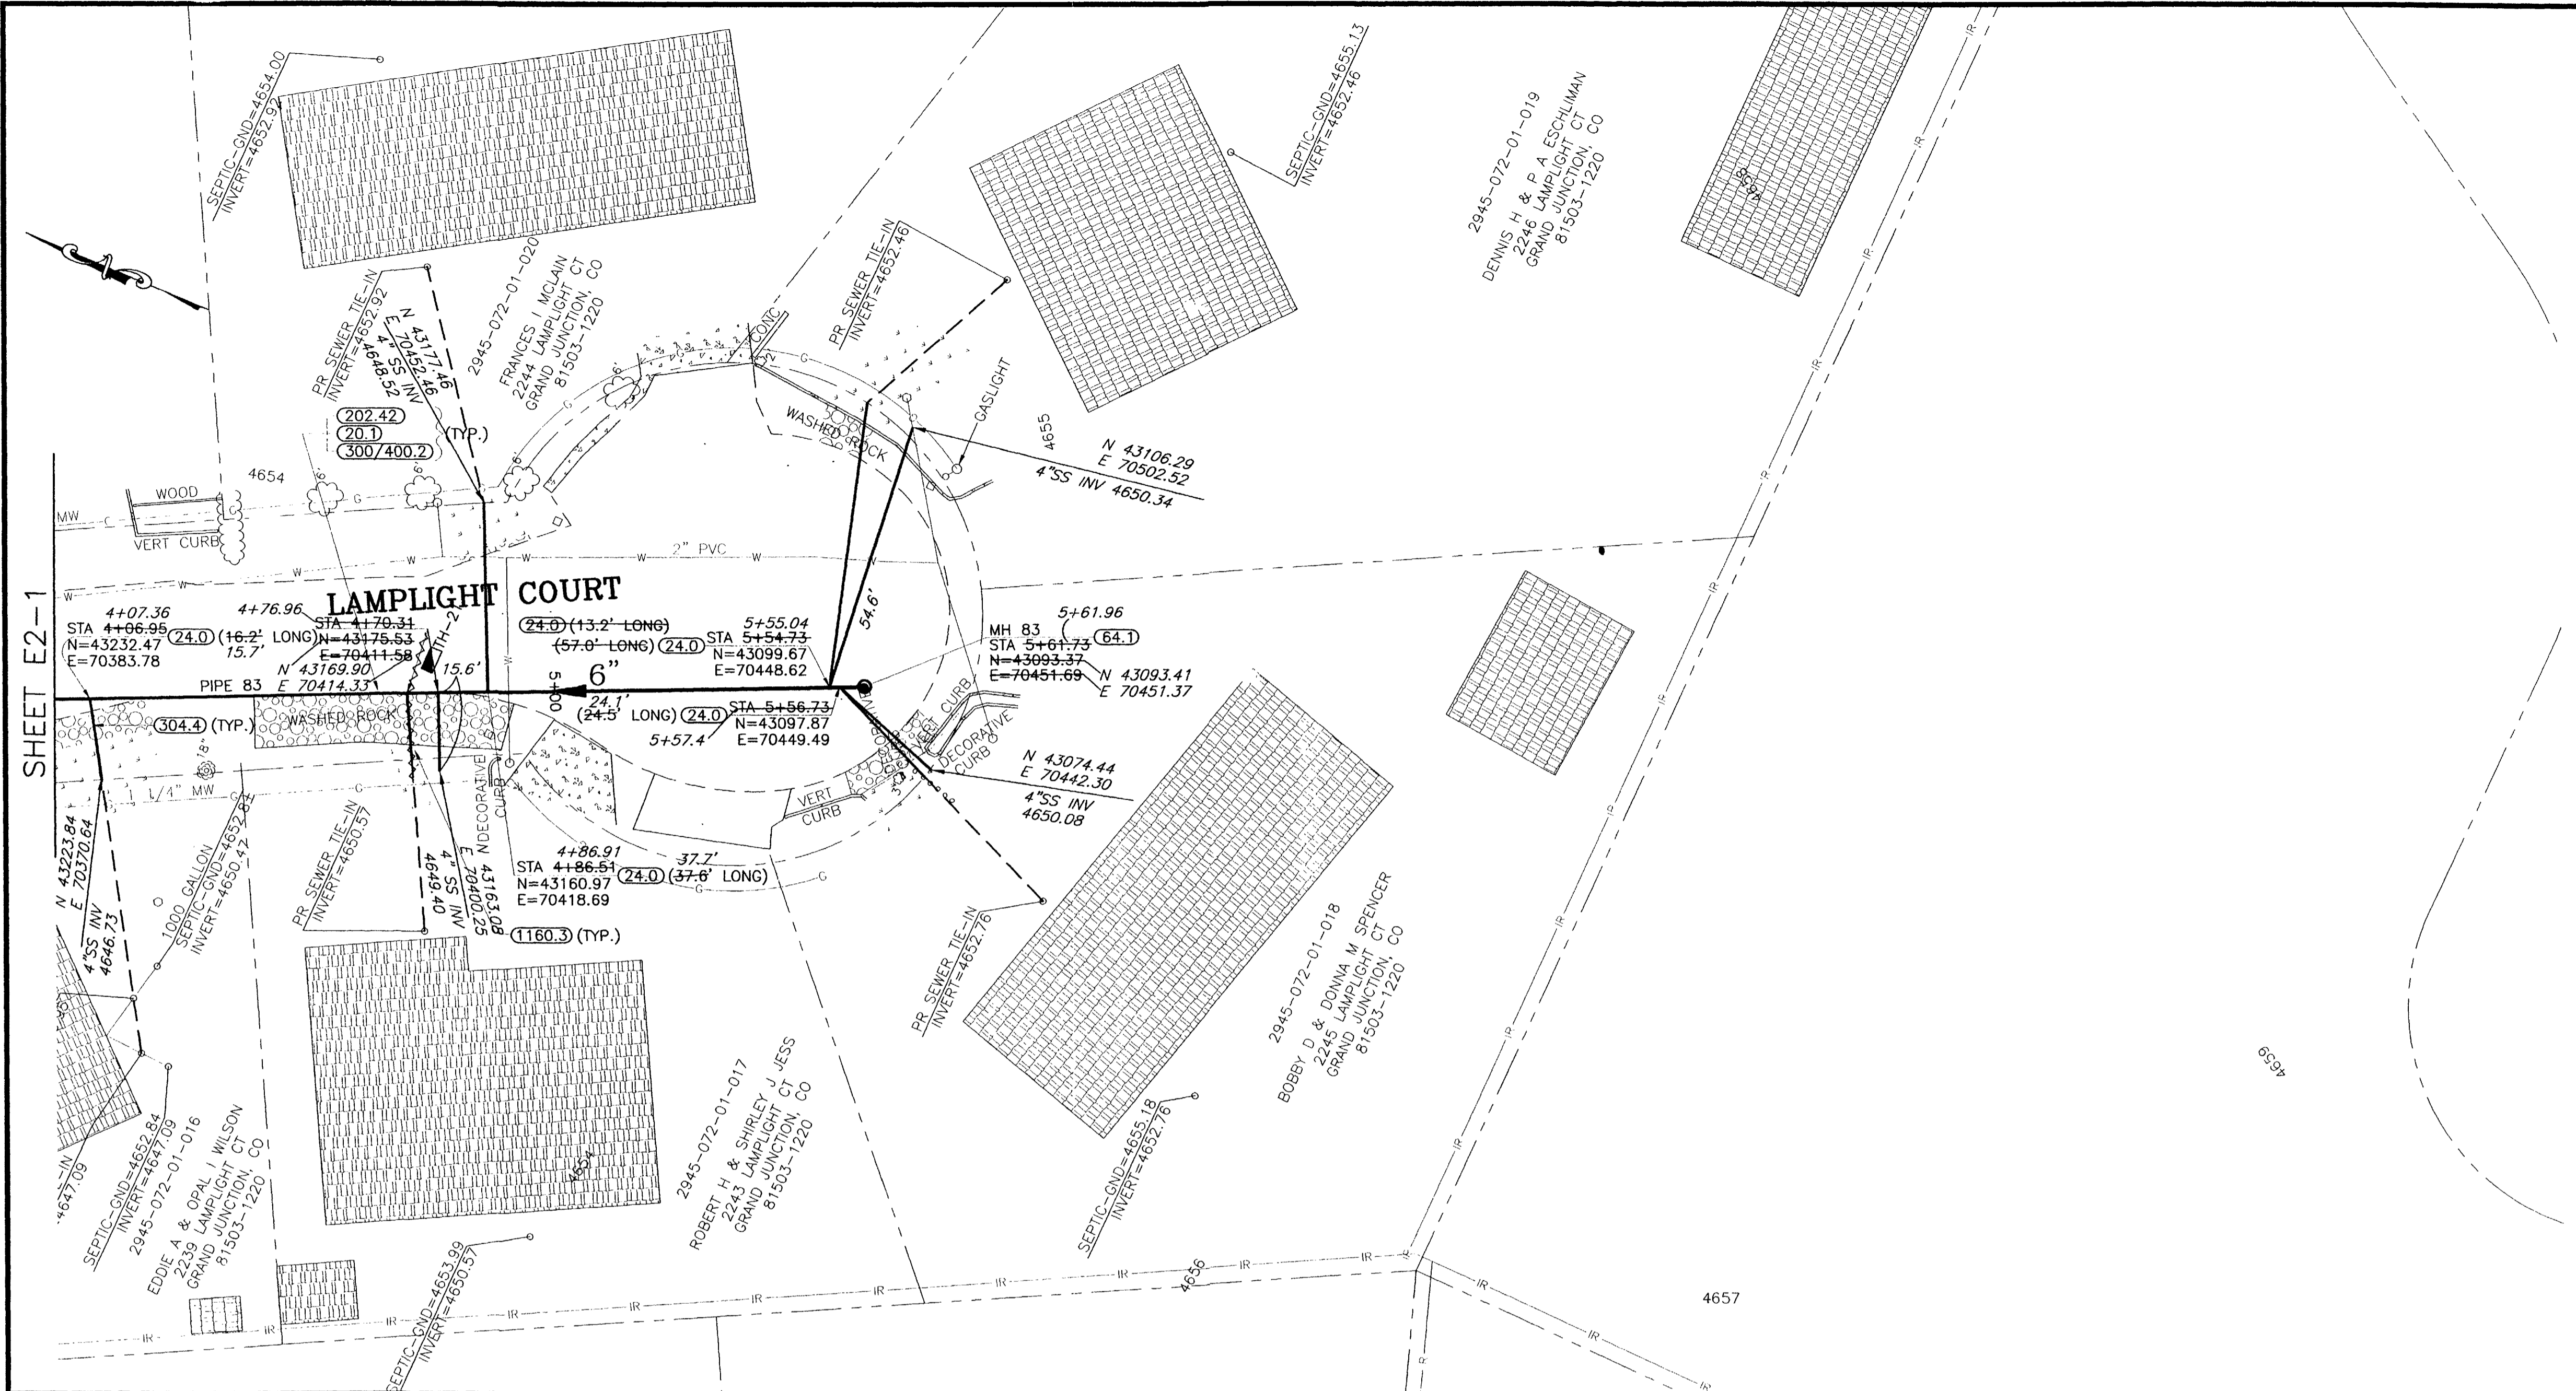 SEPTIC-GND=4654.00
INVERT=4652.92
SEPTIC-GND=4655.13
INVERT=4652.46
2945-072-01-019
DENNIS H & P A ESCHLIMAN
2246 LAMPLIGHT CT
GRAND JUNCTION, CO
81503-1220
4658
PR SEWER TIE-IN
INVERT=4652.92
N 43177.46
E 70452.46
4" SS INV
4648.52
2945-072-01-020
FRANCES I MCLAIN
2244 LAMPLIGHT CT
GRAND JUNCTION, CO
81503-1220
PR SEWER TIE-IN
INVERT=4652.46
CONC
GASLIGHT
WASHED ROCK
4655
N 43106.29
E 70502.52
4"SS INV 4650.34
202.42
20.1
300/400.2
(TYP.)
4654
6'
6'
6'
6'
G
WOOD
MW
VERT CURB
2" PVC
W
LAMPLIGHT COURT
SHEET E2-1
4+07.36
STA 4+06.95
N=43232.47
E=70383.78
24.0 (16.2' LONG)
15.7'
4+76.96
STA 4+70.31
N=43175.53
E=70411.58
N 43169.90
E 70414.33
PIPE 83
TH-2
15.6'
24.0 (13.2' LONG)
(57.0' LONG) 24.0
5+55.04
STA 5+54.73
N=43099.67
E=70448.62
54.6'
5+61.96
MH 83
STA 5+61.73
64.1
N=43093.37
E=70451.69
N 43093.41
E 70451.37
5+00
6"
24.1'
(24.5' LONG) 24.0
STA 5+56.73
N=43097.87
E=70449.49
5+57.4
304.4 (TYP.)
WASHED ROCK
18"
1 1/4" MW
DECORATIVE CURB
VERT CURB
DECORATIVE
CURB
VERT
CURB
N 43074.44
E 70442.30
4"SS INV
4650.08
4+86.91
STA 4+86.51
N=43160.97
E=70418.69
24.0 (37.6' LONG)
37.7'
N 43223.84
E 70370.64
4"SS INV
4646.73
1000 GALLON
SEPTIC-GND=4652.84
INVERT=4650.47
PR SEWER TIE-IN
INVERT=4650.57
N 43163.08
E 70400.25
4" SS INV
4649.40
1160.3 (TYP.)
PR SEWER TIE-IN
INVERT=4652.76
2945-072-01-018
BOBBY D & DONNA M SPENCER
2245 LAMPLIGHT CT
GRAND JUNCTION, CO
81503-1220
4659
SEPTIC-GND=4652.84
INVERT=4647.09
2945-072-01-016
EDDIE A & OPAL I WILSON
2239 LAMPLIGHT CT
GRAND JUNCTION, CO
81503-1220
-IN
4647.09
4654
2945-072-01-017
ROBERT H & SHIRLEY J JESS
2243 LAMPLIGHT CT
GRAND JUNCTION, CO
81503-1220
SEPTIC-GND=4655.18
INVERT=4652.76
SEPTIC-GND=4653.99
INVERT=4650.57
IR
4656
4657